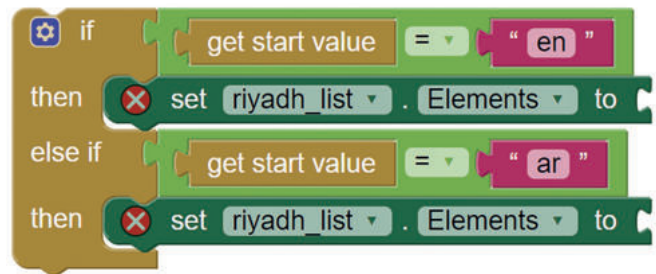 if get start value = " en "
then set riyadh_list . Elements to
else if get start value = " ar "
then set riyadh_list . Elements to